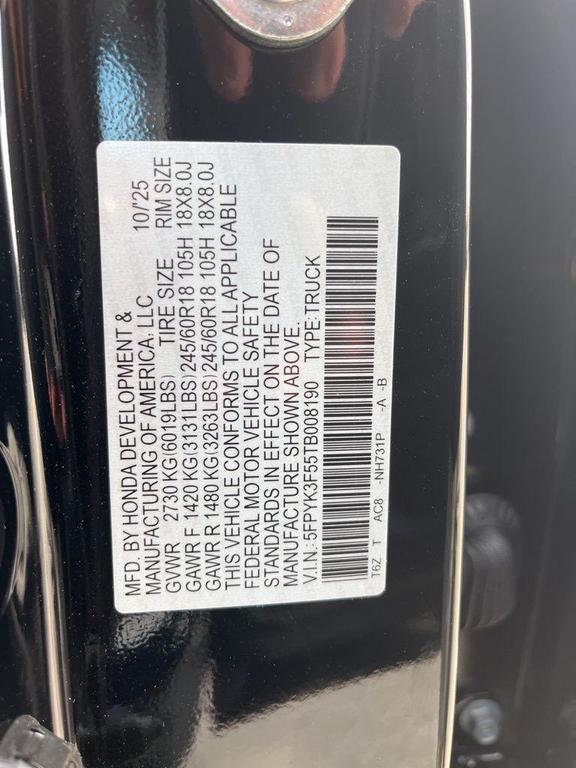 MFD. BY HONDA DEVELOPMENT &
MANUFACTURING OF AMERICA, LLC 10/'25
GVWR 2730 KG(6019LBS) TIRE SIZE RIM SIZE
GAWR F 1420 KG(3131LBS)245/60R18 105H 18X8.0J
GAWR R 1480 KG(3263LBS)245/60R18 105H 18X8.0J
THIS VEHICLE CONFORMS TO ALL APPLICABLE
FEDERAL MOTOR VEHICLE SAFETY
STANDARDS IN EFFECT ON THE DATE OF
MANUFACTURE SHOWN ABOVE.
V.I.N.: 5FPYK3F55TB008190 TYPE: TRUCK
T6Z T AC8 -NH731P -A -B